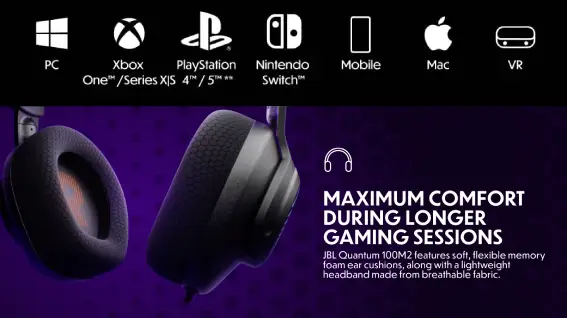 PC
Xbox
One™/Series X|S
PlayStation
4™ / 5™ **
Nintendo
Switch™
Mobile
Mac
VR
MAXIMUM COMFORT
DURING LONGER
GAMING SESSIONS
JBL Quantum 100M2 features soft, flexible memory
foam ear cushions, along with a lightweight
headband made from breathable fabric.